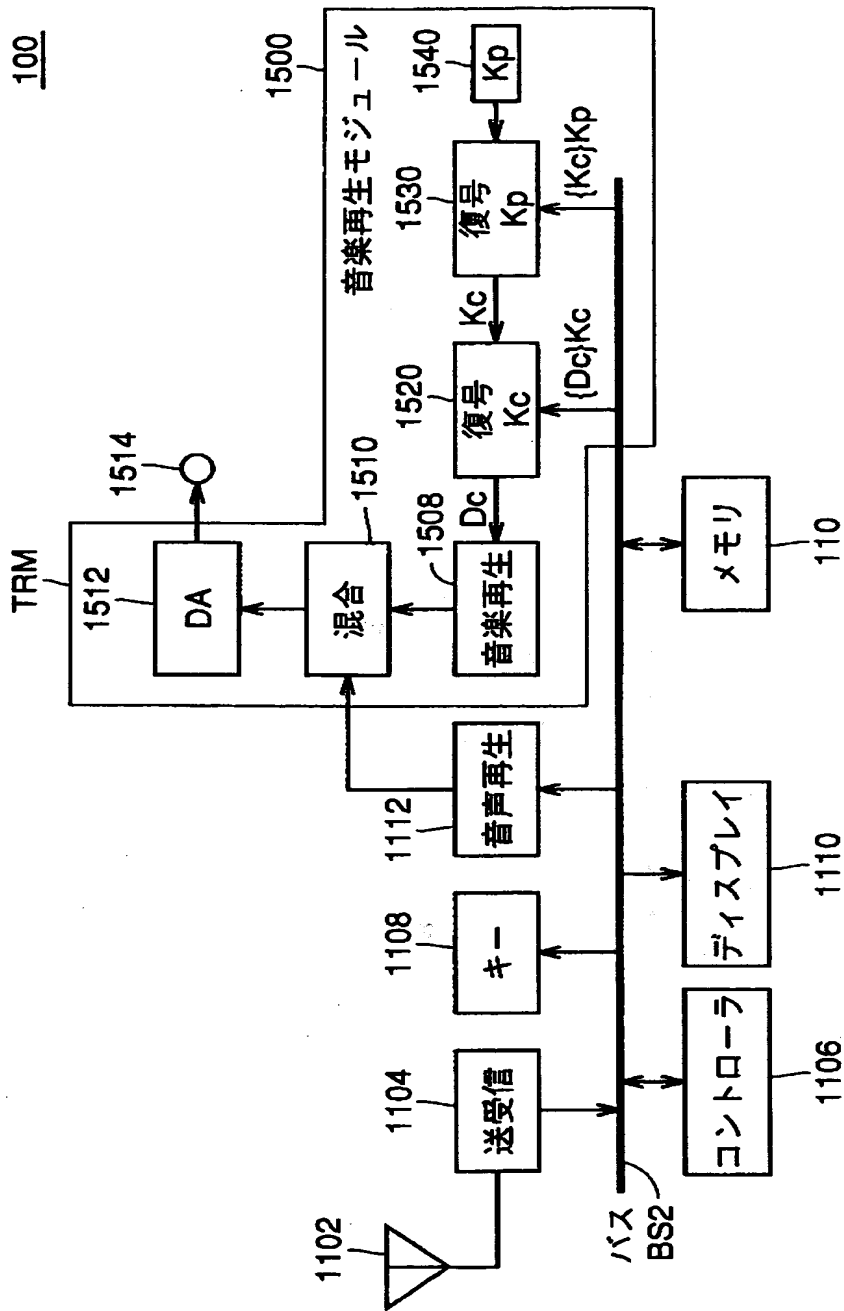 100
TRM
1512
DA
1514
1500
音楽再生モジュール
1510
混合
1508
音楽再生
Dc
1520
復号
Kc
Kc
1530
復号
Kp
1540
Kp
{Dc}Kc
{Kc}Kp
1102
1104
送受信
1108
キー
1112
音声再生
バス
BS2
コントローラ
1106
ディスプレイ
1110
メモリ
110